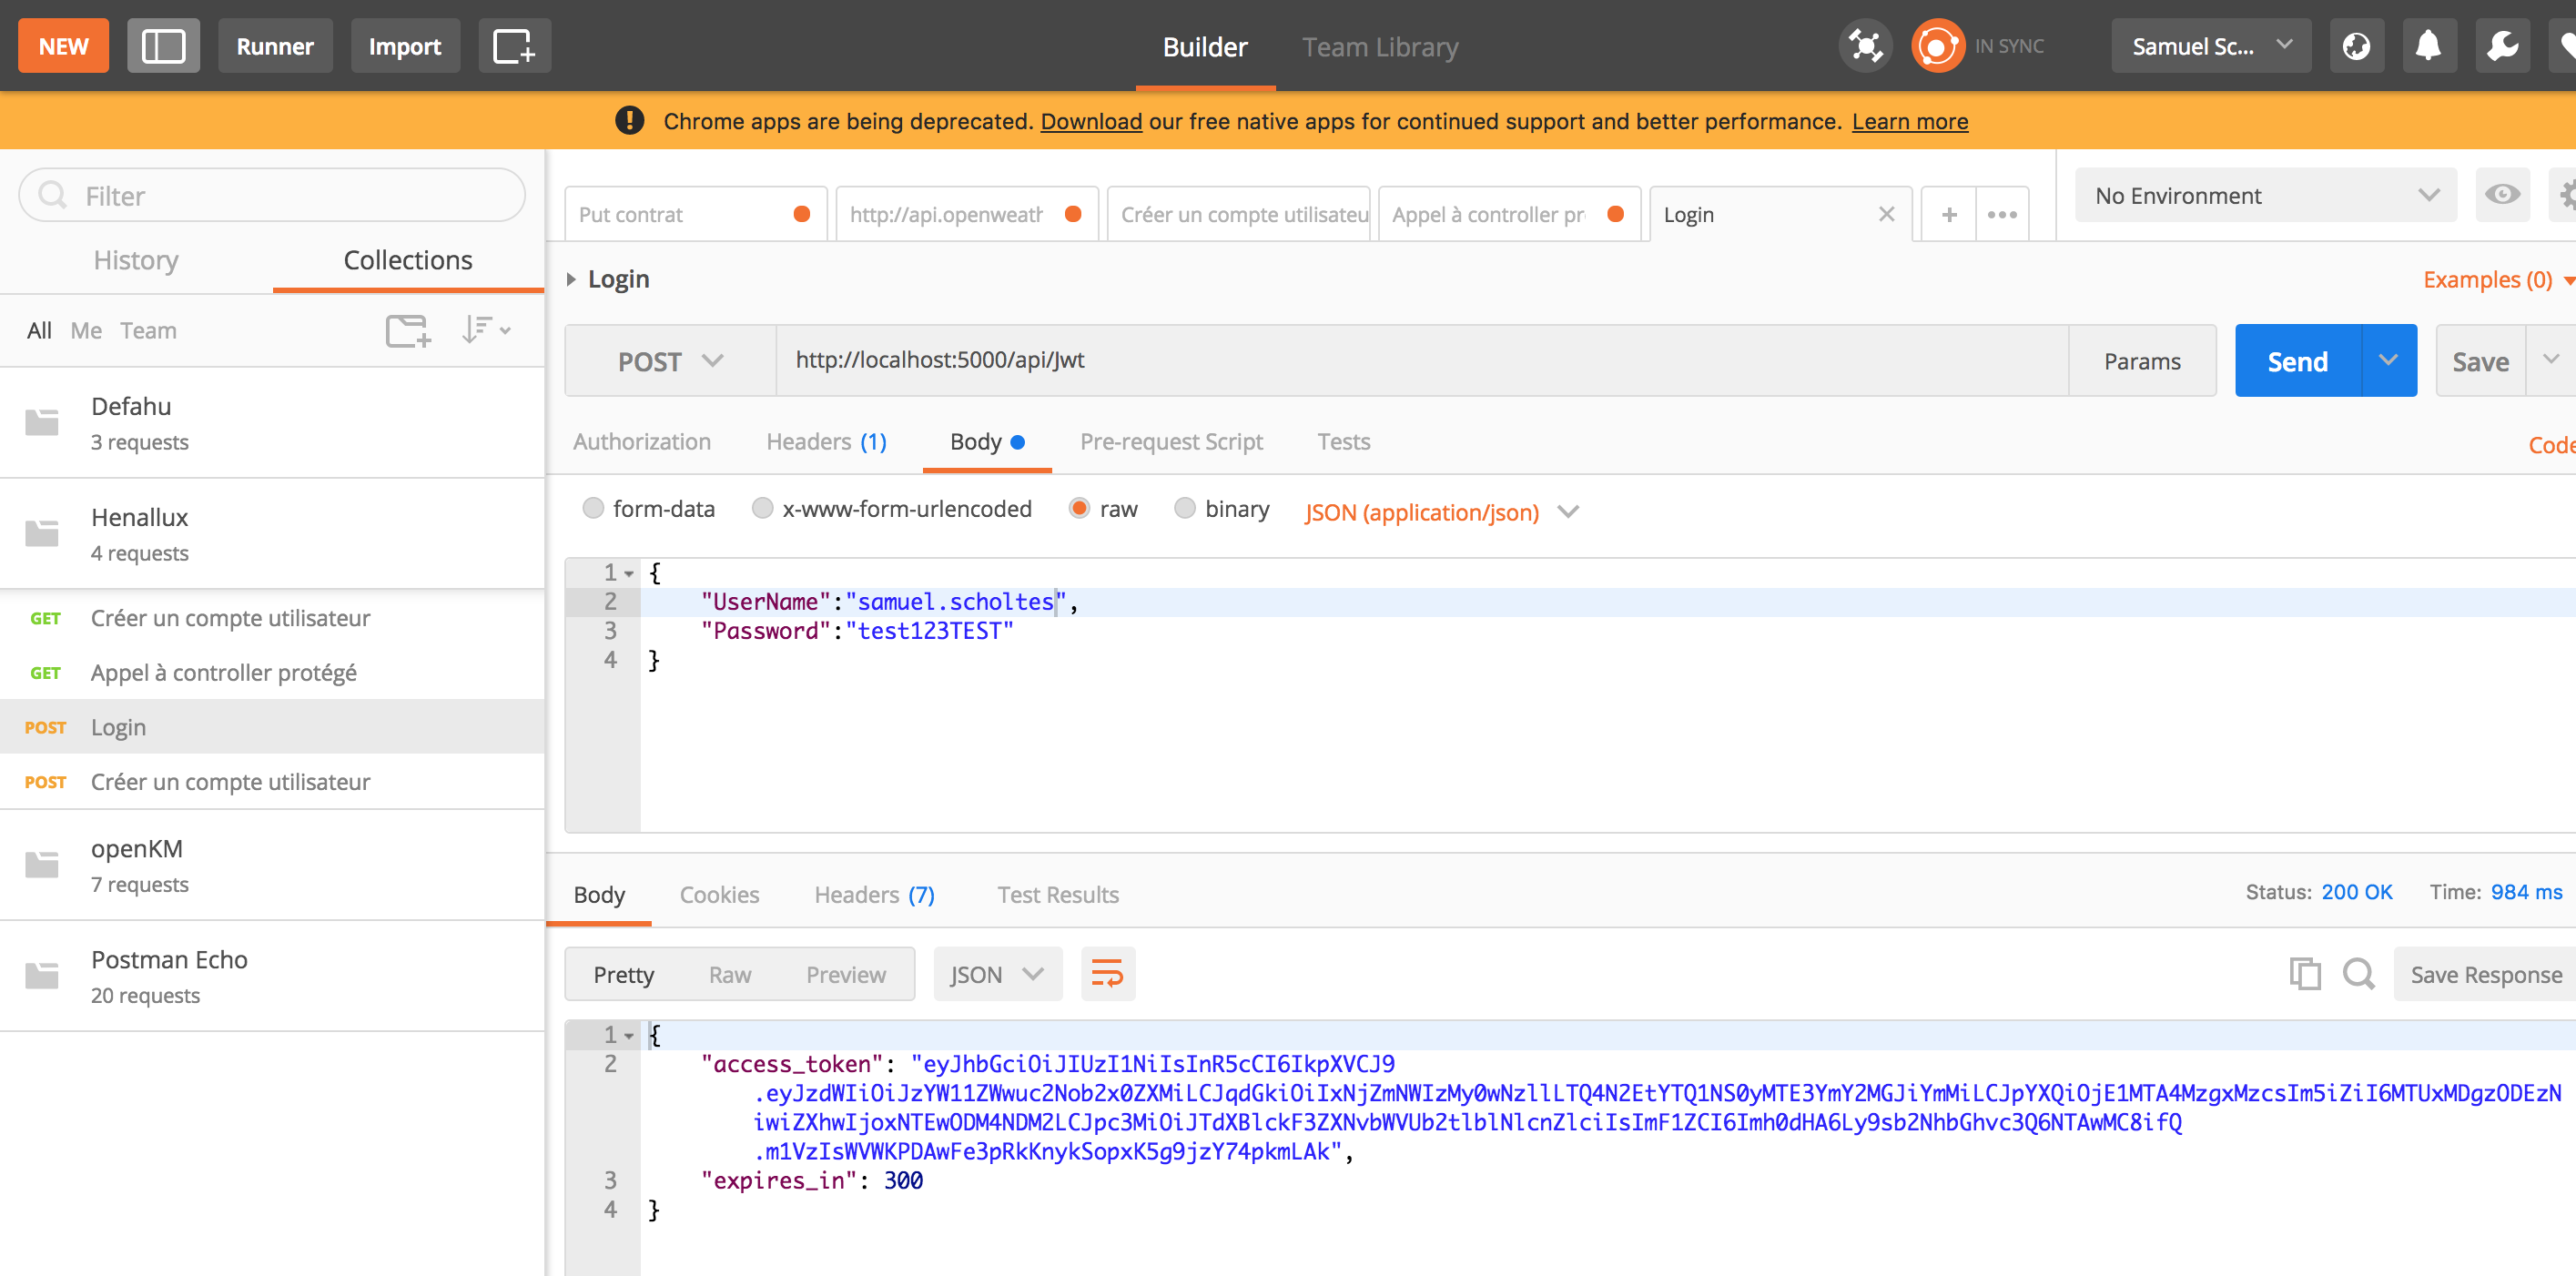 NEW
Runner
Import
Builder
Team Library
IN SYNC
Samuel Sc...
Chrome apps are being deprecated. Download our free native apps for continued support and better performance. Learn more
Filter
History
Collections
All Me Team
Defahu
3 requests
Henallux
4 requests
GET Créer un compte utilisateur
GET Appel à controller protégé
POST Login
POST Créer un compte utilisateur
openKM
7 requests
Postman Echo
20 requests
Put contrat
http://api.openweath
Créer un compte utilisateu
Appel à controller pr
Login
No Environment
Login
Examples (0)
POST
http://localhost:5000/api/Jwt
Params
Send
Save
Authorization
Headers (1)
Body
Pre-request Script
Tests
Code
form-data
x-www-form-urlencoded
raw
binary
JSON (application/json)
1 {
2 "UserName":"samuel.scholtes",
3 "Password":"test123TEST"
4 }
Body
Cookies
Headers (7)
Test Results
Status: 200 OK
Time: 984 ms
Pretty
Raw
Preview
JSON
Save Response
1 {
2 "access_token": "eyJhbGciOiJIUzI1NiIsInR5cCI6IkpXVCJ9
.eyJzdWIiOiJzYW11ZWwuc2Nob2x0ZXMiLCJqdGkiOiIxNjZmNWIzMy0wNzllLTQ4N2EtYTQ1NS0yMTE3YmY2MGJiYmMiLCJpYXQiOjE1MTA4MzgxMzcsIm5iZiI6MTUxMDgzODEzN
iwiZXhwIjoxNTEwODM4NDM2LCJpc3MiOiJTdXBlckF3ZXNvbWVUb2tlblNlcnZlciIsImF1ZCI6Imh0dHA6Ly9sb2NhbGhvc3Q6NTAwMC8ifQ
.m1VzIsWVWKPDAwFe3pRkKnykSopxK5g9jzY74pkmLAk",
3 "expires_in": 300
4 }